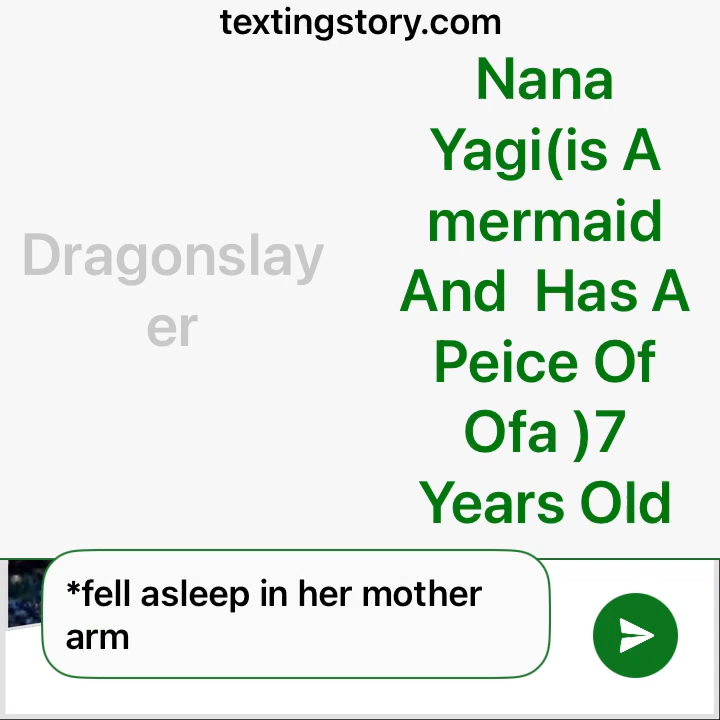 textingstory.com
Dragonslay
er
Nana
Yagi(is A
mermaid
And  Has A
Peice Of
Ofa )7
Years Old
*fell asleep in her mother
arm